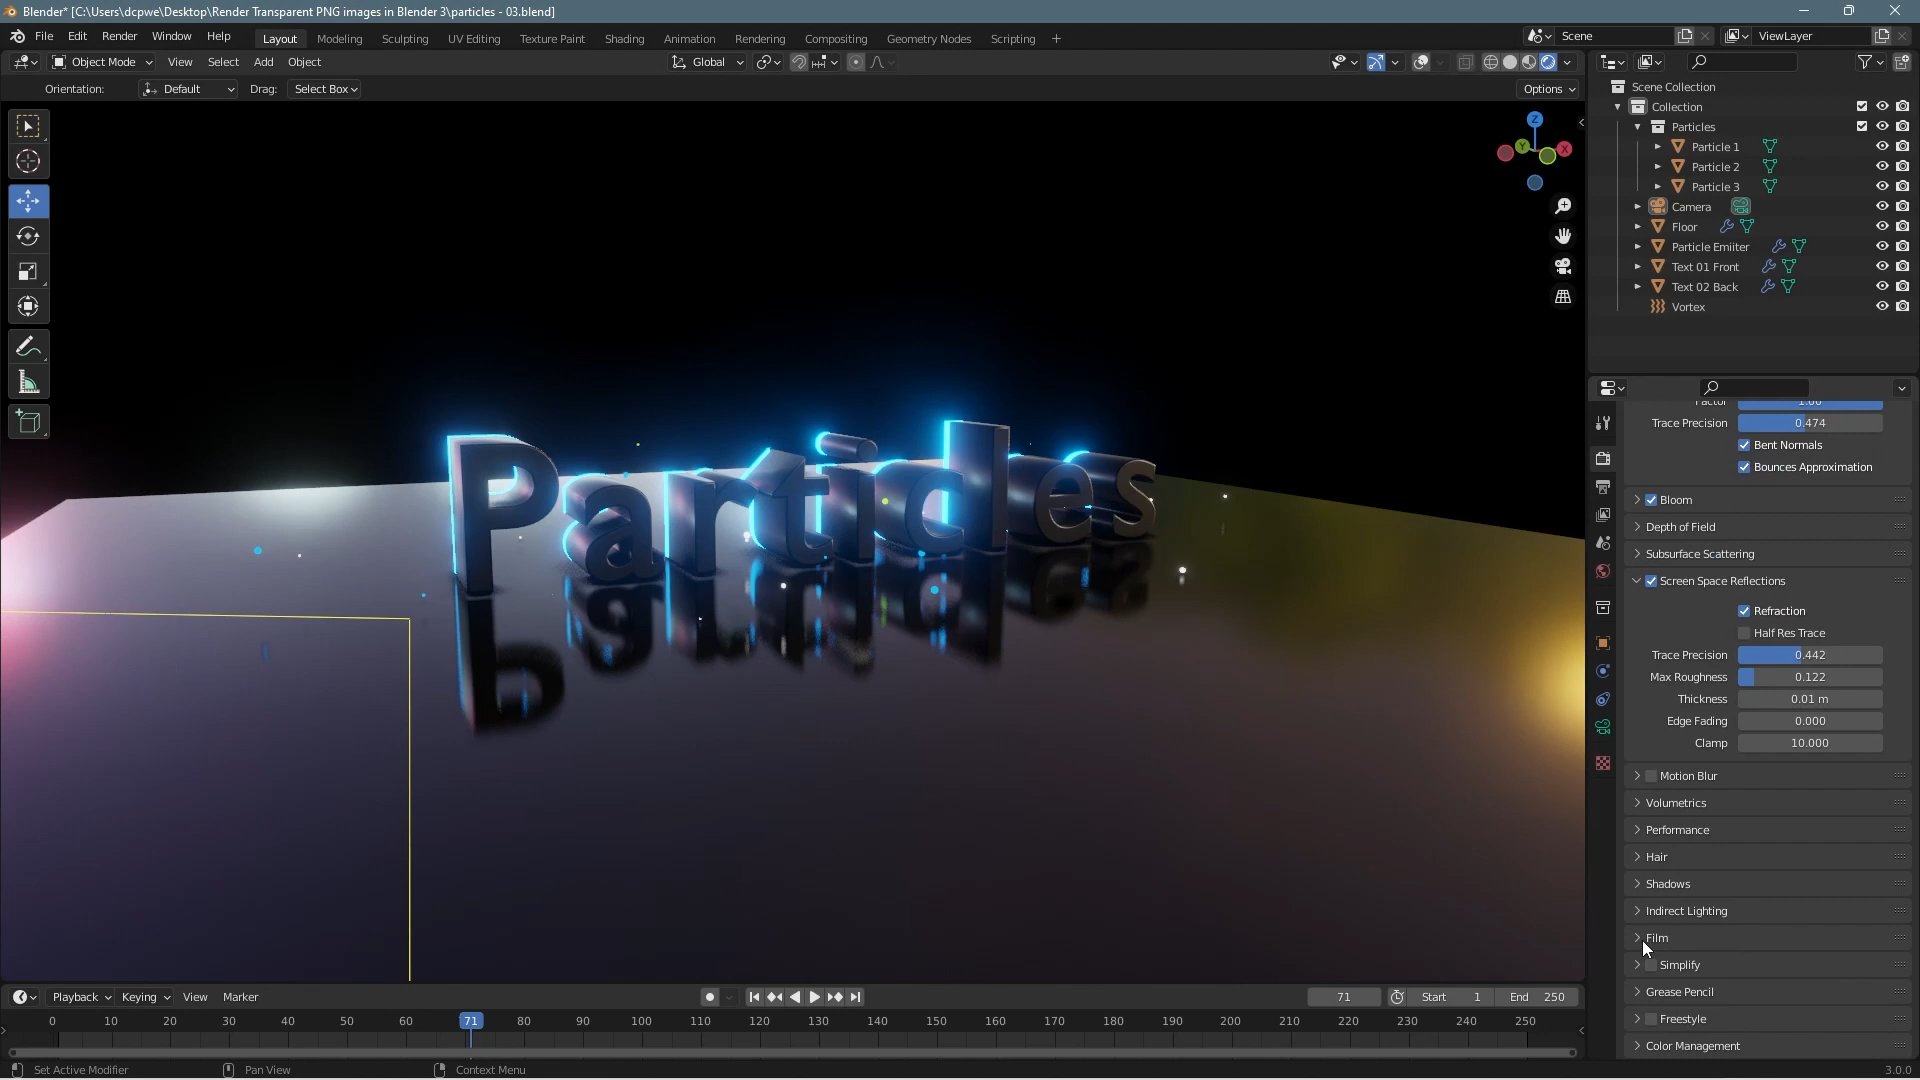 Blender* [C:\Users\dcpwe\Desktop\Render Transparent PNG images in Blender 3\particles - 03.blend]
File Edit Render Window Help Layout Modeling Sculpting UV Editing Texture Paint Shading Animation Rendering Compositing Geometry Nodes Scripting + Scene ViewLayer
Object Mode View Select Add Object Global
Orientation: Default Drag: Select Box Options
Scene Collection
Collection
Particles
Particle 1
Particle 2
Particle 3
Camera
Floor
Particle Emiiter
Text 01 Front
Text 02 Back
Vortex
Z
Y
X
Particles
Factor 1.00
Trace Precision 0.474
Bent Normals
Bounces Approximation
Bloom
Depth of Field
Subsurface Scattering
Screen Space Reflections
Refraction
Half Res Trace
Trace Precision 0.442
Max Roughness 0.122
Thickness 0.01 m
Edge Fading 0.000
Clamp 10.000
Motion Blur
Volumetrics
Performance
Hair
Shadows
Indirect Lighting
Film
Simplify
Grease Pencil
Freestyle
Color Management
Playback Keying View Marker 71 Start 1 End 250
0 10 20 30 40 50 60 71 80 90 100 110 120 130 140 150 160 170 180 190 200 210 220 230 240 250
Set Active Modifier Pan View Context Menu 3.0.0